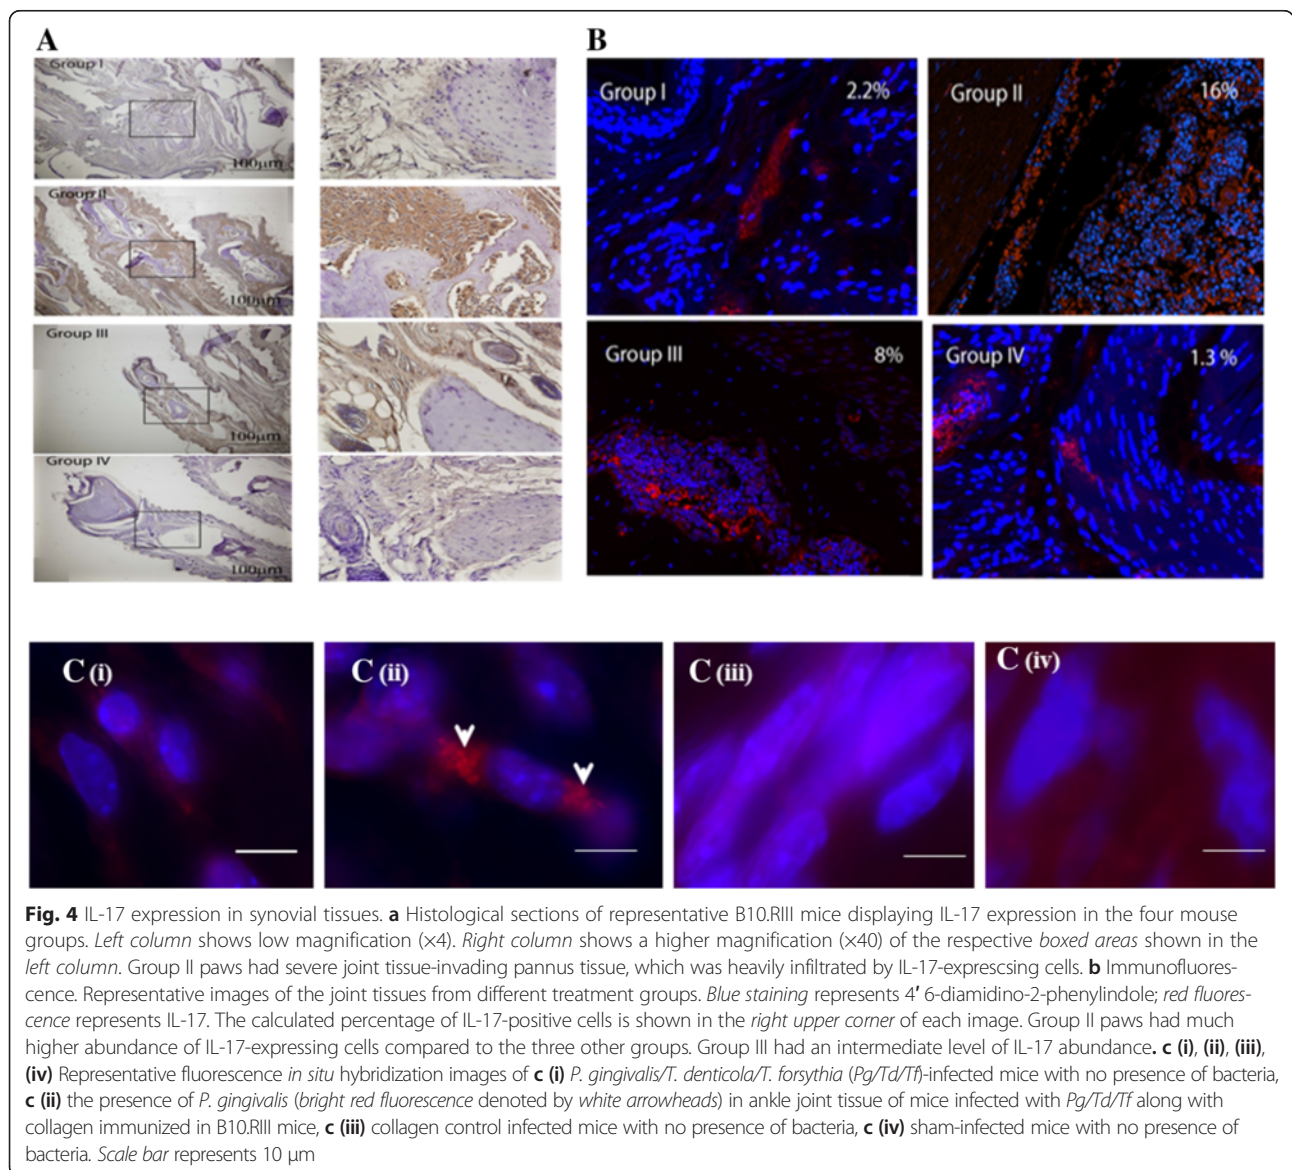 A
B
Group I
100μm
Group II
100μm
Group III
100μm
Group IV
100μm
Group I 2.2%
Group II 16%
Group III 8%
Group IV 1.3 %
C (i)
C (ii)
C (iii)
C (iv)
Fig. 4 IL-17 expression in synovial tissues. a Histological sections of representative B10.RIII mice displaying IL-17 expression in the four mouse
groups. Left column shows low magnification (×4). Right column shows a higher magnification (×40) of the respective boxed areas shown in the
left column. Group II paws had severe joint tissue-invading pannus tissue, which was heavily infiltrated by IL-17-exprescsing cells. b Immunofluores-
cence. Representative images of the joint tissues from different treatment groups. Blue staining represents 4′ 6-diamidino-2-phenylindole; red fluores-
cence represents IL-17. The calculated percentage of IL-17-positive cells is shown in the right upper corner of each image. Group II paws had much
higher abundance of IL-17-expressing cells compared to the three other groups. Group III had an intermediate level of IL-17 abundance. c (i), (ii), (iii),
(iv) Representative fluorescence in situ hybridization images of c (i) P. gingivalis/T. denticola/T. forsythia (Pg/Td/Tf)-infected mice with no presence of bacteria,
c (ii) the presence of P. gingivalis (bright red fluorescence denoted by white arrowheads) in ankle joint tissue of mice infected with Pg/Td/Tf along with
collagen immunized in B10.RIII mice, c (iii) collagen control infected mice with no presence of bacteria, c (iv) sham-infected mice with no presence of
bacteria. Scale bar represents 10 μm